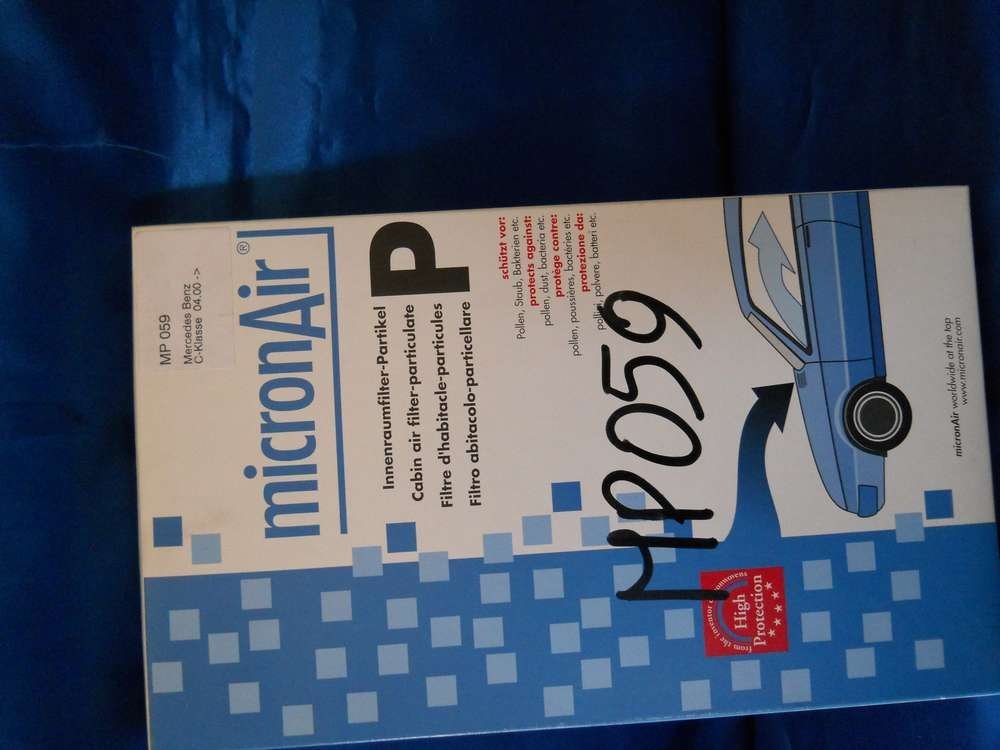 MP 059
Mercedes Benz
C-Klasse 04.00->
micronAir®
Innenraumfilter-Partikel
Cabin air filter-particulate
Filtre d'habitacle-particules
Filtro abitacolo-particellare
P
schützt vor:
Pollen, Staub, Bakterien etc.
protects against:
pollen, dust, bacteria etc.
protège contre:
pollen, poussières, bactéries etc.
protezione da:
polvere, batteri etc.
MP059
from the inventor
High
Protection
micronAir worldwide at the top
www.micronair.com